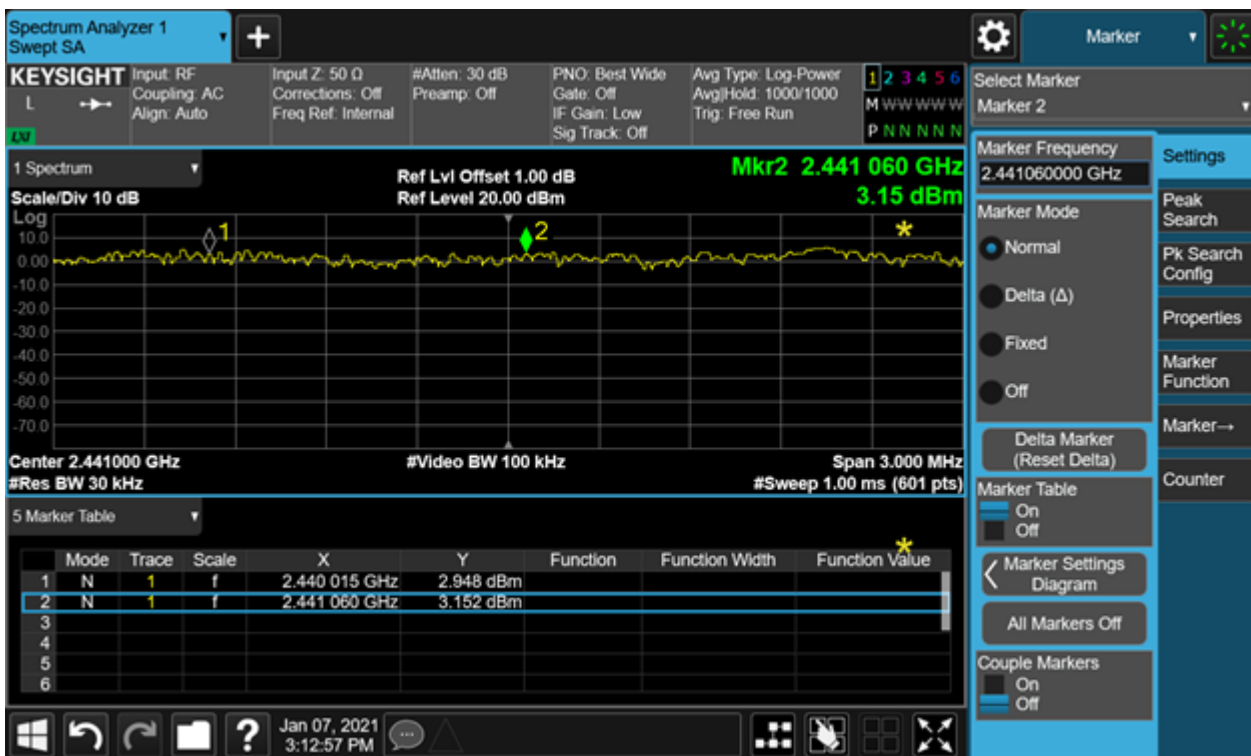 Spectrum Analyzer 1
Swept SA
+
Marker
KEYSIGHT
L
LXI
Input: RF
Coupling: AC
Align: Auto
Input Z: 50 Ω
Corrections: Off
Freq Ref: Internal
#Atten: 30 dB
Preamp: Off
PNO: Best Wide
Gate: Off
IF Gain: Low
Sig Track: Off
Avg Type: Log-Power
Avg|Hold: 1000/1000
Trig: Free Run
1 2 3 4 5 6
M W W W W W
P N N N N N
1 Spectrum
Scale/Div 10 dB
Ref Lvl Offset 1.00 dB
Ref Level 20.00 dBm
Mkr2 2.441 060 GHz
3.15 dBm
Log
10.0
0.00
-10.0
-20.0
-30.0
-40.0
-50.0
-60.0
-70.0
1
2
*
Center 2.441000 GHz
#Res BW 30 kHz
#Video BW 100 kHz
Span 3.000 MHz
#Sweep 1.00 ms (601 pts)
5 Marker Table
*
Mode Trace Scale X Y Function Function Width Function Value
1 N 1 f 2.440 015 GHz 2.948 dBm
2 N 1 f 2.441 060 GHz 3.152 dBm
3
4
5
6
Select Marker
Marker 2
Marker Frequency
2.441060000 GHz
Marker Mode
Normal
Delta (Δ)
Fixed
Off
Delta Marker
(Reset Delta)
Marker Table
On
Off
Marker Settings
Diagram
All Markers Off
Couple Markers
On
Off
Settings
Peak
Search
Pk Search
Config
Properties
Marker
Function
Marker→
Counter
?
Jan 07, 2021
3:12:57 PM